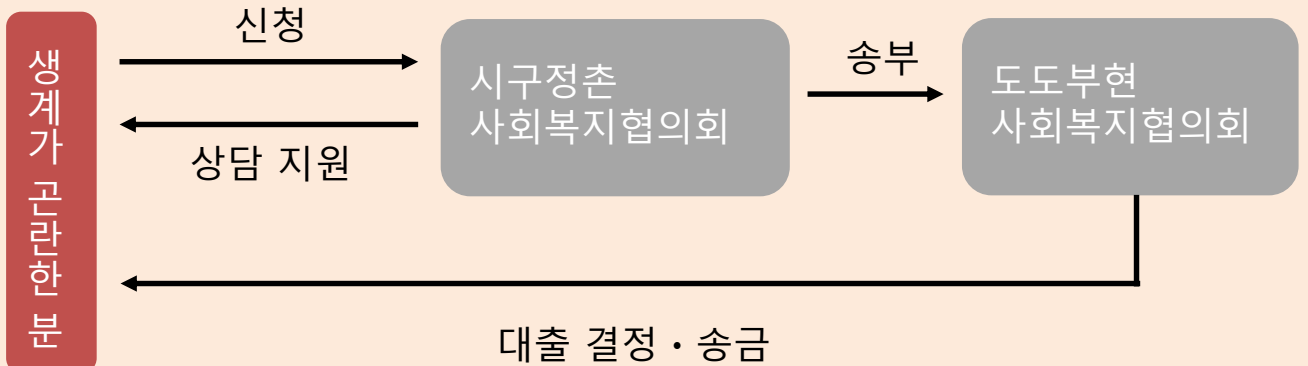 생계가 곤란한 분
신청
상담 지원
시구정촌
사회복지협의회
송부
도도부현
사회복지협의회
대출 결정・송금